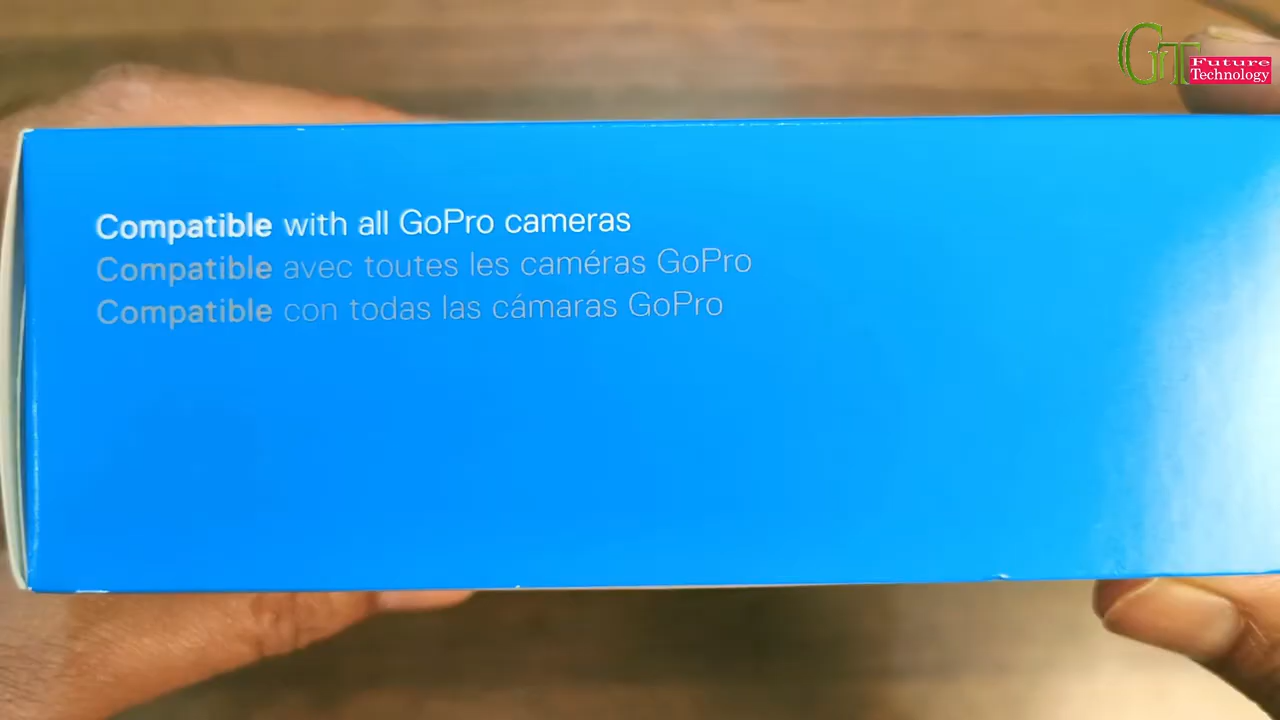 GT Future
Technology
Compatible with all GoPro cameras
Compatible avec toutes les caméras GoPro
Compatible con todas las cámaras GoPro